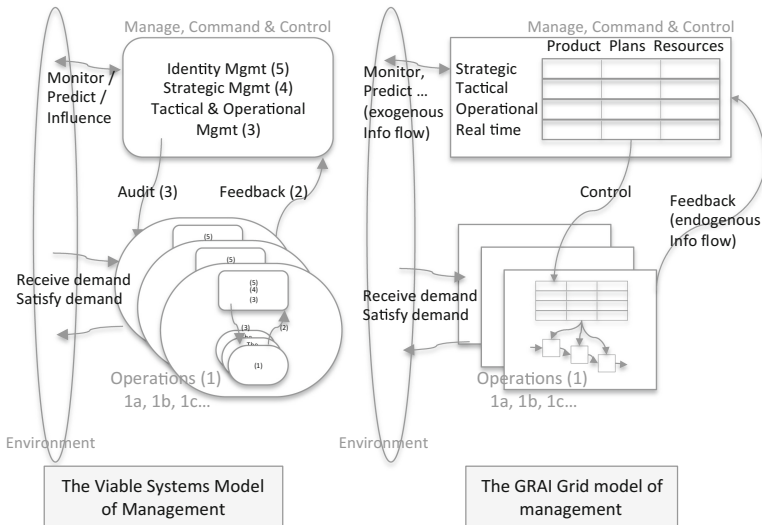 Manage, Command & Control
Identity Mgmt (5)
Strategic Mgmt (4)
Tactical & Operational
Mgmt (3)
Monitor /
Predict /
Influence
Audit (3)
Feedback (2)
(5)
(5)
(5)
(4)
(3)
(3)
(2)
The
(1)
Receive demand
Satisfy demand
Operations (1)
1a, 1b, 1c...
Environment
The Viable Systems Model
of Management
Manage, Command & Control
Product Plans Resources
Strategic
Tactical
Operational
Real time
Monitor,
Predict ...
(exogenous
Info flow)
Control
Feedback
(endogenous
Info flow)
Receive demand
Satisfy demand
Operations (1)
1a, 1b, 1c...
Environment
The GRAI Grid model of
management